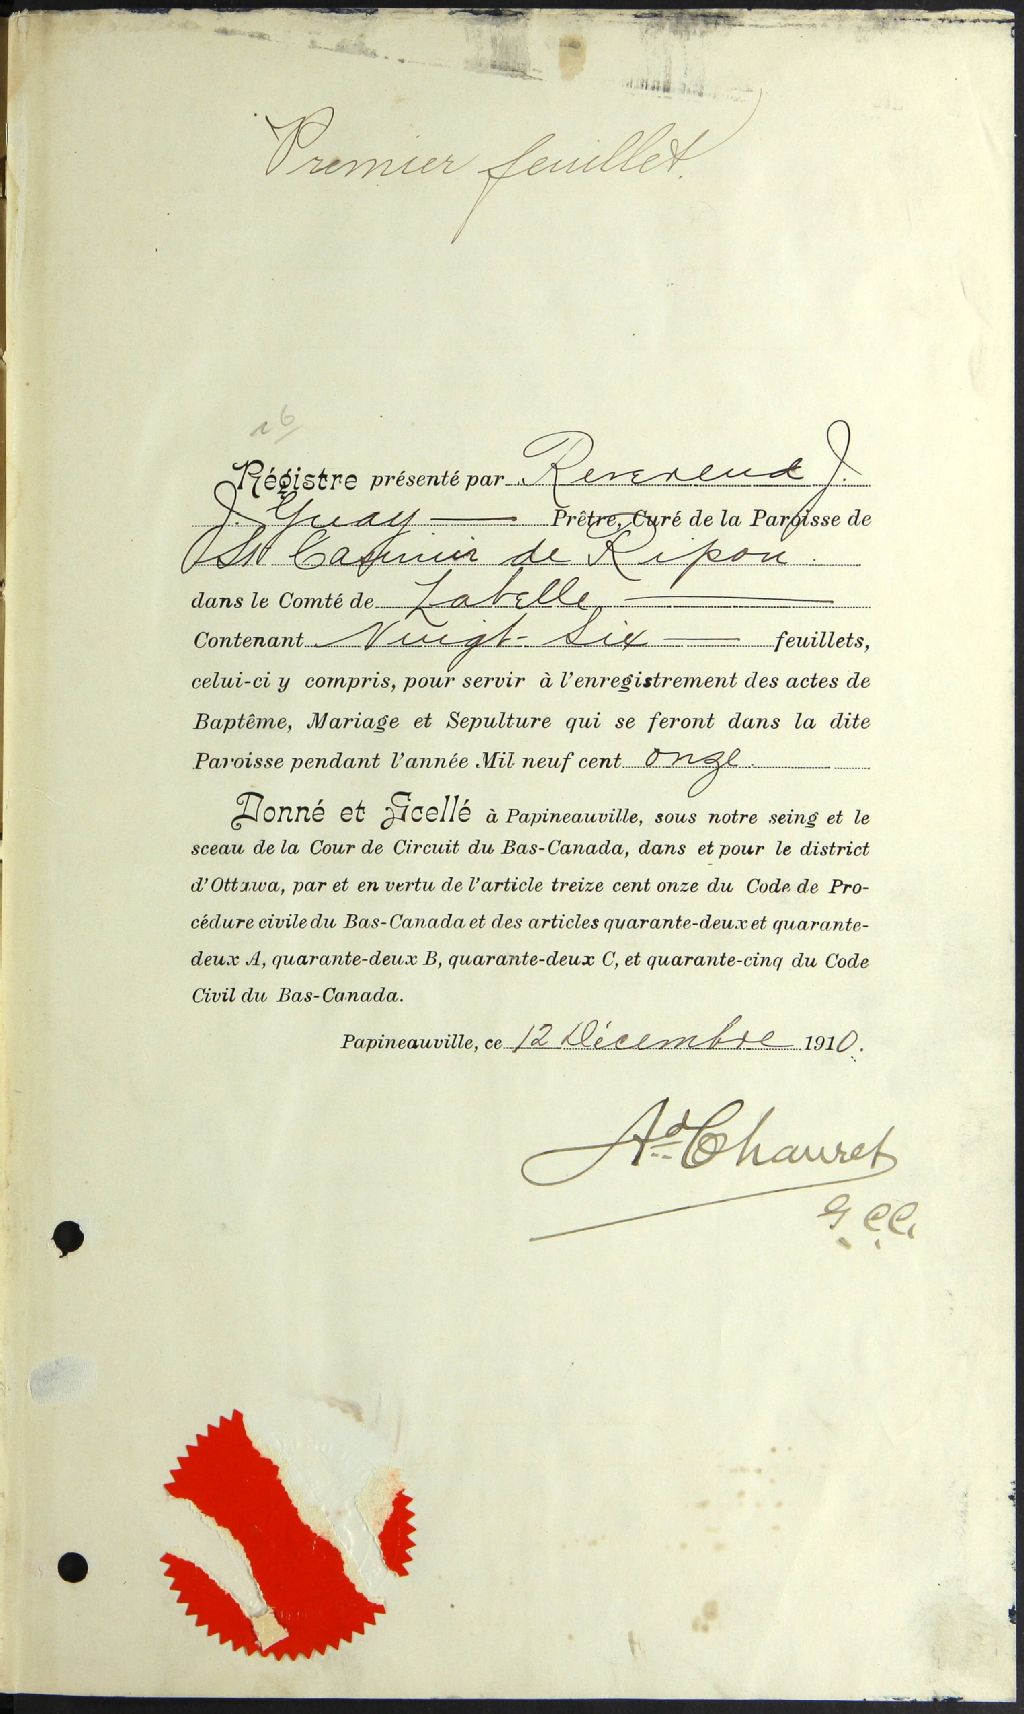 Premier feuillet.
26
Régistre présenté par Reverend J.
J. Guay — Prêtre, Curé de la Paroisse de
St Casimir de Ripon
dans le Comté de Labelle —
Contenant Vingt-Six — feuillets,
celui-ci y compris, pour servir à l'enregistrement des actes de
Baptême, Mariage et Sepulture qui se feront dans la dite
Paroisse pendant l'année Mil neuf cent onze
Donné et Scellé à Papineauville, sous notre seing et le
sceau de la Cour de Circuit du Bas-Canada, dans et pour le district
d'Ottawa, par et en vertu de l'article treize cent onze du Code de Pro-
cédure civile du Bas-Canada et des articles quarante-deux et quarante-
deux A, quarante-deux B, quarante-deux C, et quarante-cinq du Code
Civil du Bas-Canada.
Papineauville, ce 12 Décembre 1910.
Ad Chauret
G.C.C.